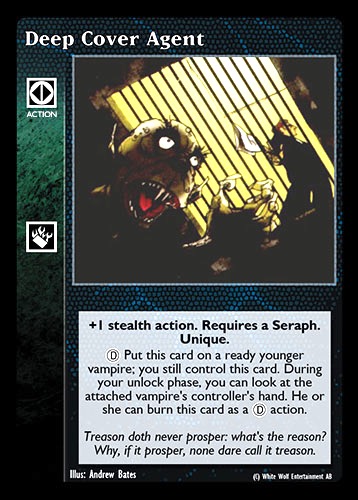 Deep Cover Agent
ACTION
+1 stealth action. Requires a Seraph.
Unique.
Ⓓ Put this card on a ready younger
vampire; you still control this card. During
your unlock phase, you can look at the
attached vampire's controller's hand. He or
she can burn this card as a Ⓓ action.
Treason doth never prosper: what's the reason?
Why, if it prosper, none dare call it treason.
Illus: Andrew Bates
(C) White Wolf Entertainment AB